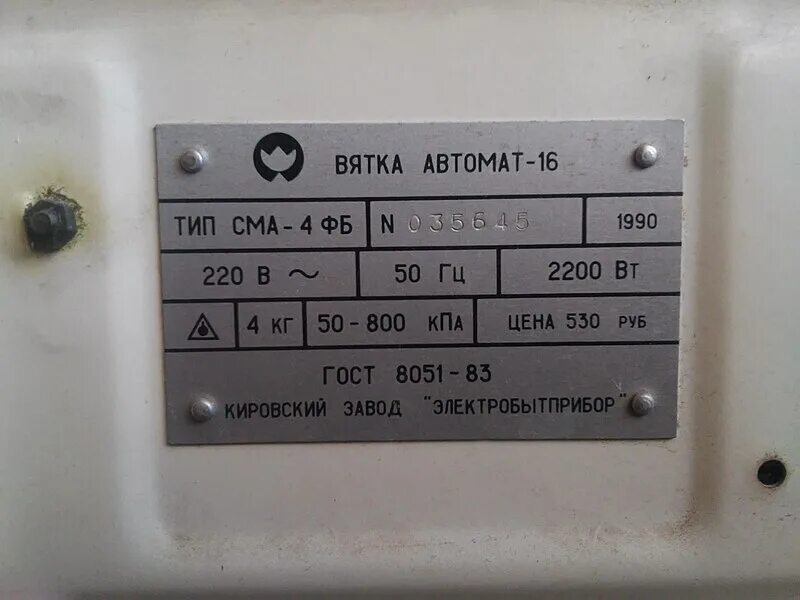 ВЯТКА АВТОМАТ-16
ТИП СМА-4 ФБ N 035645 1990
220 В ~ 50 Гц 2200 Вт
4 кг 50-800 кПа ЦЕНА 530 РУБ
ГОСТ 8051-83
КИРОВСКИЙ ЗАВОД "ЭЛЕКТРОБЫТПРИБОР"